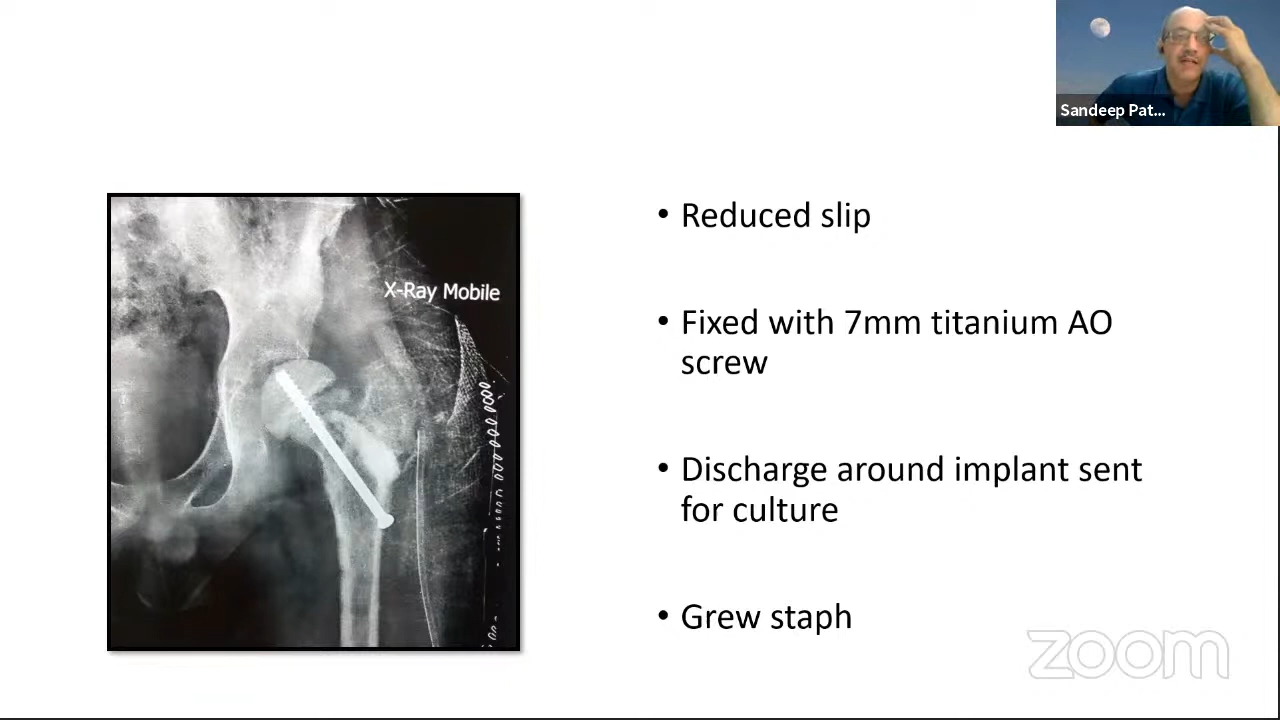 Sandeep Pat...
X-Ray Mobile
• Reduced slip
• Fixed with 7mm titanium AO
screw
• Discharge around implant sent
for culture
• Grew staph
zoom